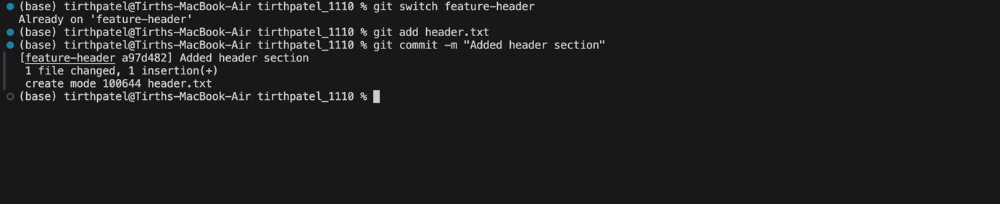 (base) tirthpatel@Tirths-MacBook-Air tirthpatel_1110 % git switch feature-header
Already on 'feature-header'
(base) tirthpatel@Tirths-MacBook-Air tirthpatel_1110 % git add header.txt
(base) tirthpatel@Tirths-MacBook-Air tirthpatel_1110 % git commit -m "Added header section"
[feature-header a97d482] Added header section
 1 file changed, 1 insertion(+)
 create mode 100644 header.txt
(base) tirthpatel@Tirths-MacBook-Air tirthpatel_1110 %